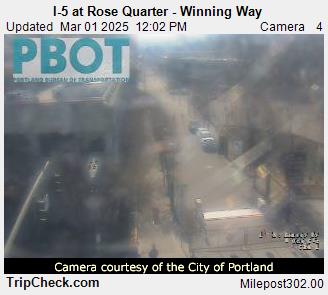 I-5 at Rose Quarter - Winning Way
Updated Mar 01 2025 12:02 PM Camera 4
PBOT
PORTLAND BUREAU OF TRANSPORTATION
Camera courtesy of the City of Portland
TripCheck.com Milepost302.00